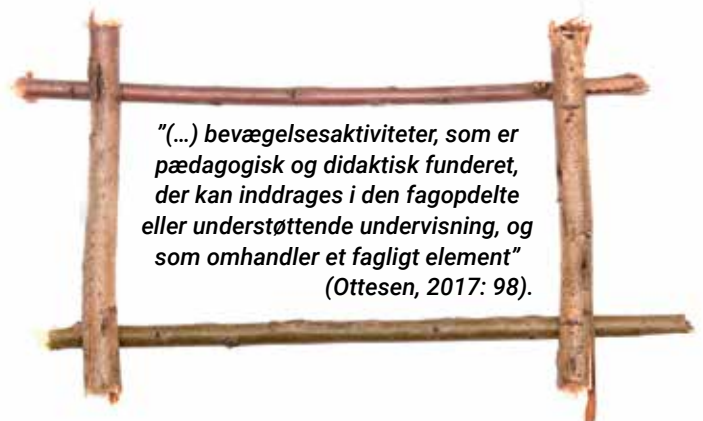 ”(...) bevægelsesaktiviteter, som er
pædagogisk og didaktisk funderet,
der kan inddrages i den fagopdelte
eller understøttende undervisning, og
som omhandler et fagligt element”
(Ottesen, 2017: 98).